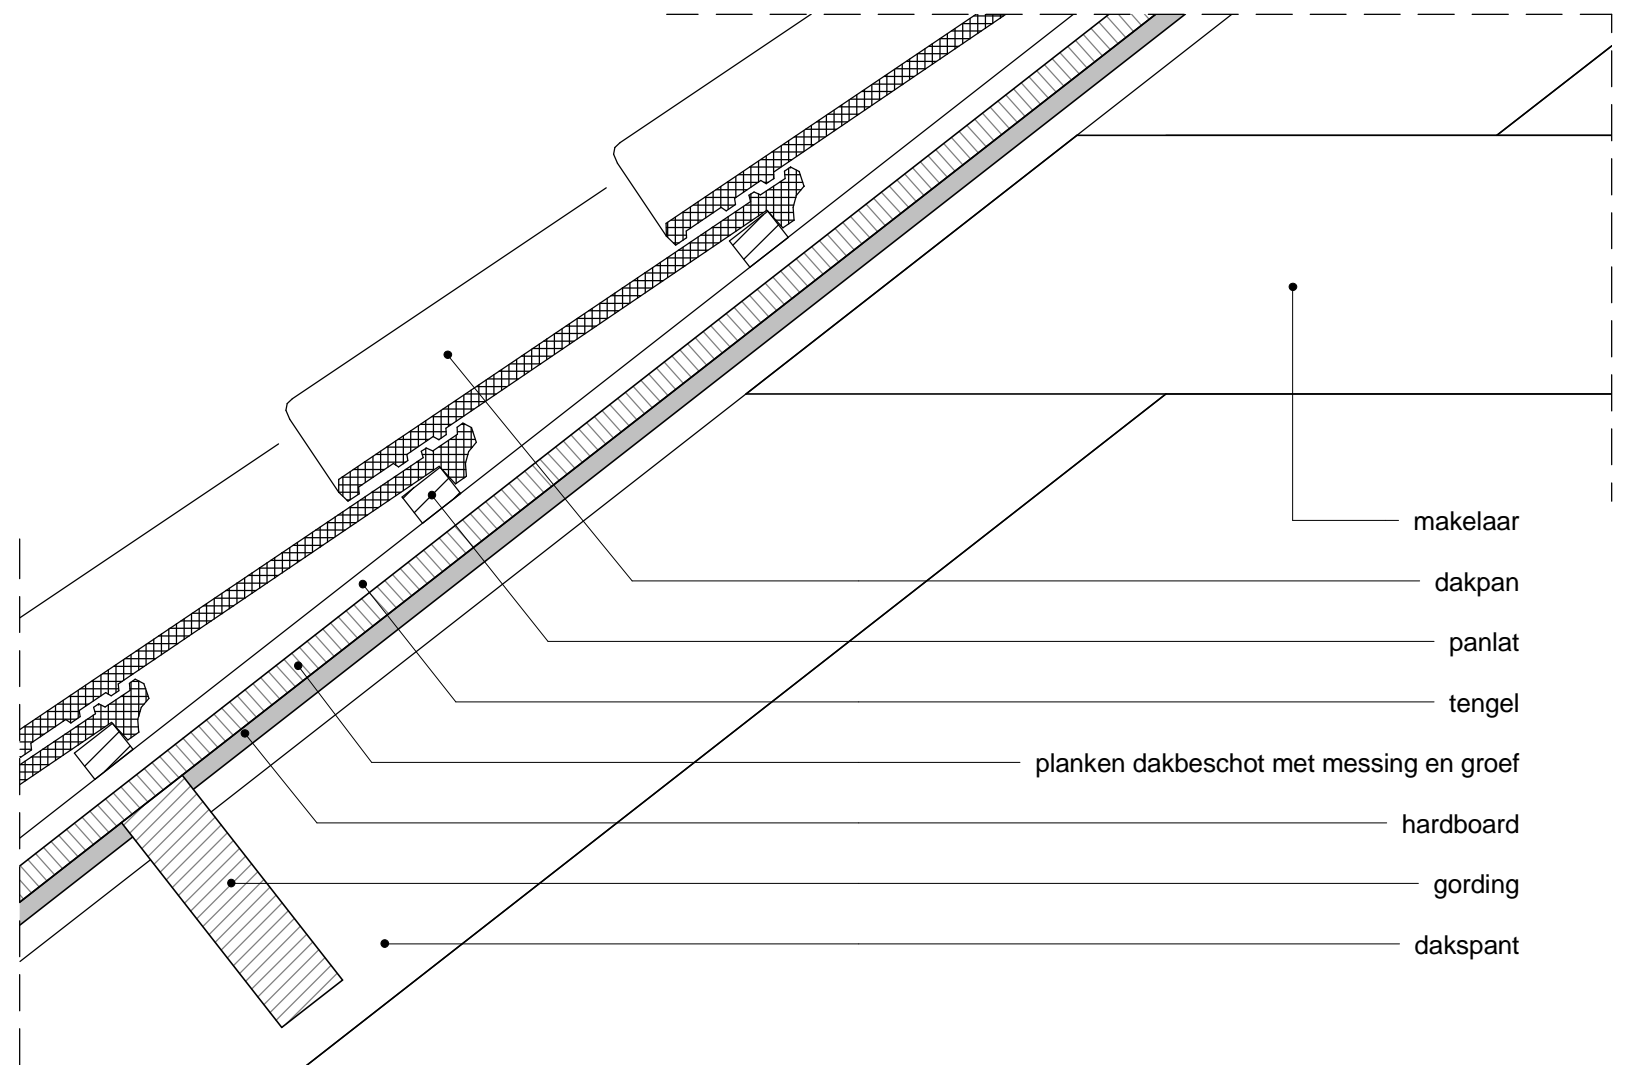 makelaar
dakpan
panlat
tengel
planken dakbeschot met messing en groef
hardboard
gording
dakspant